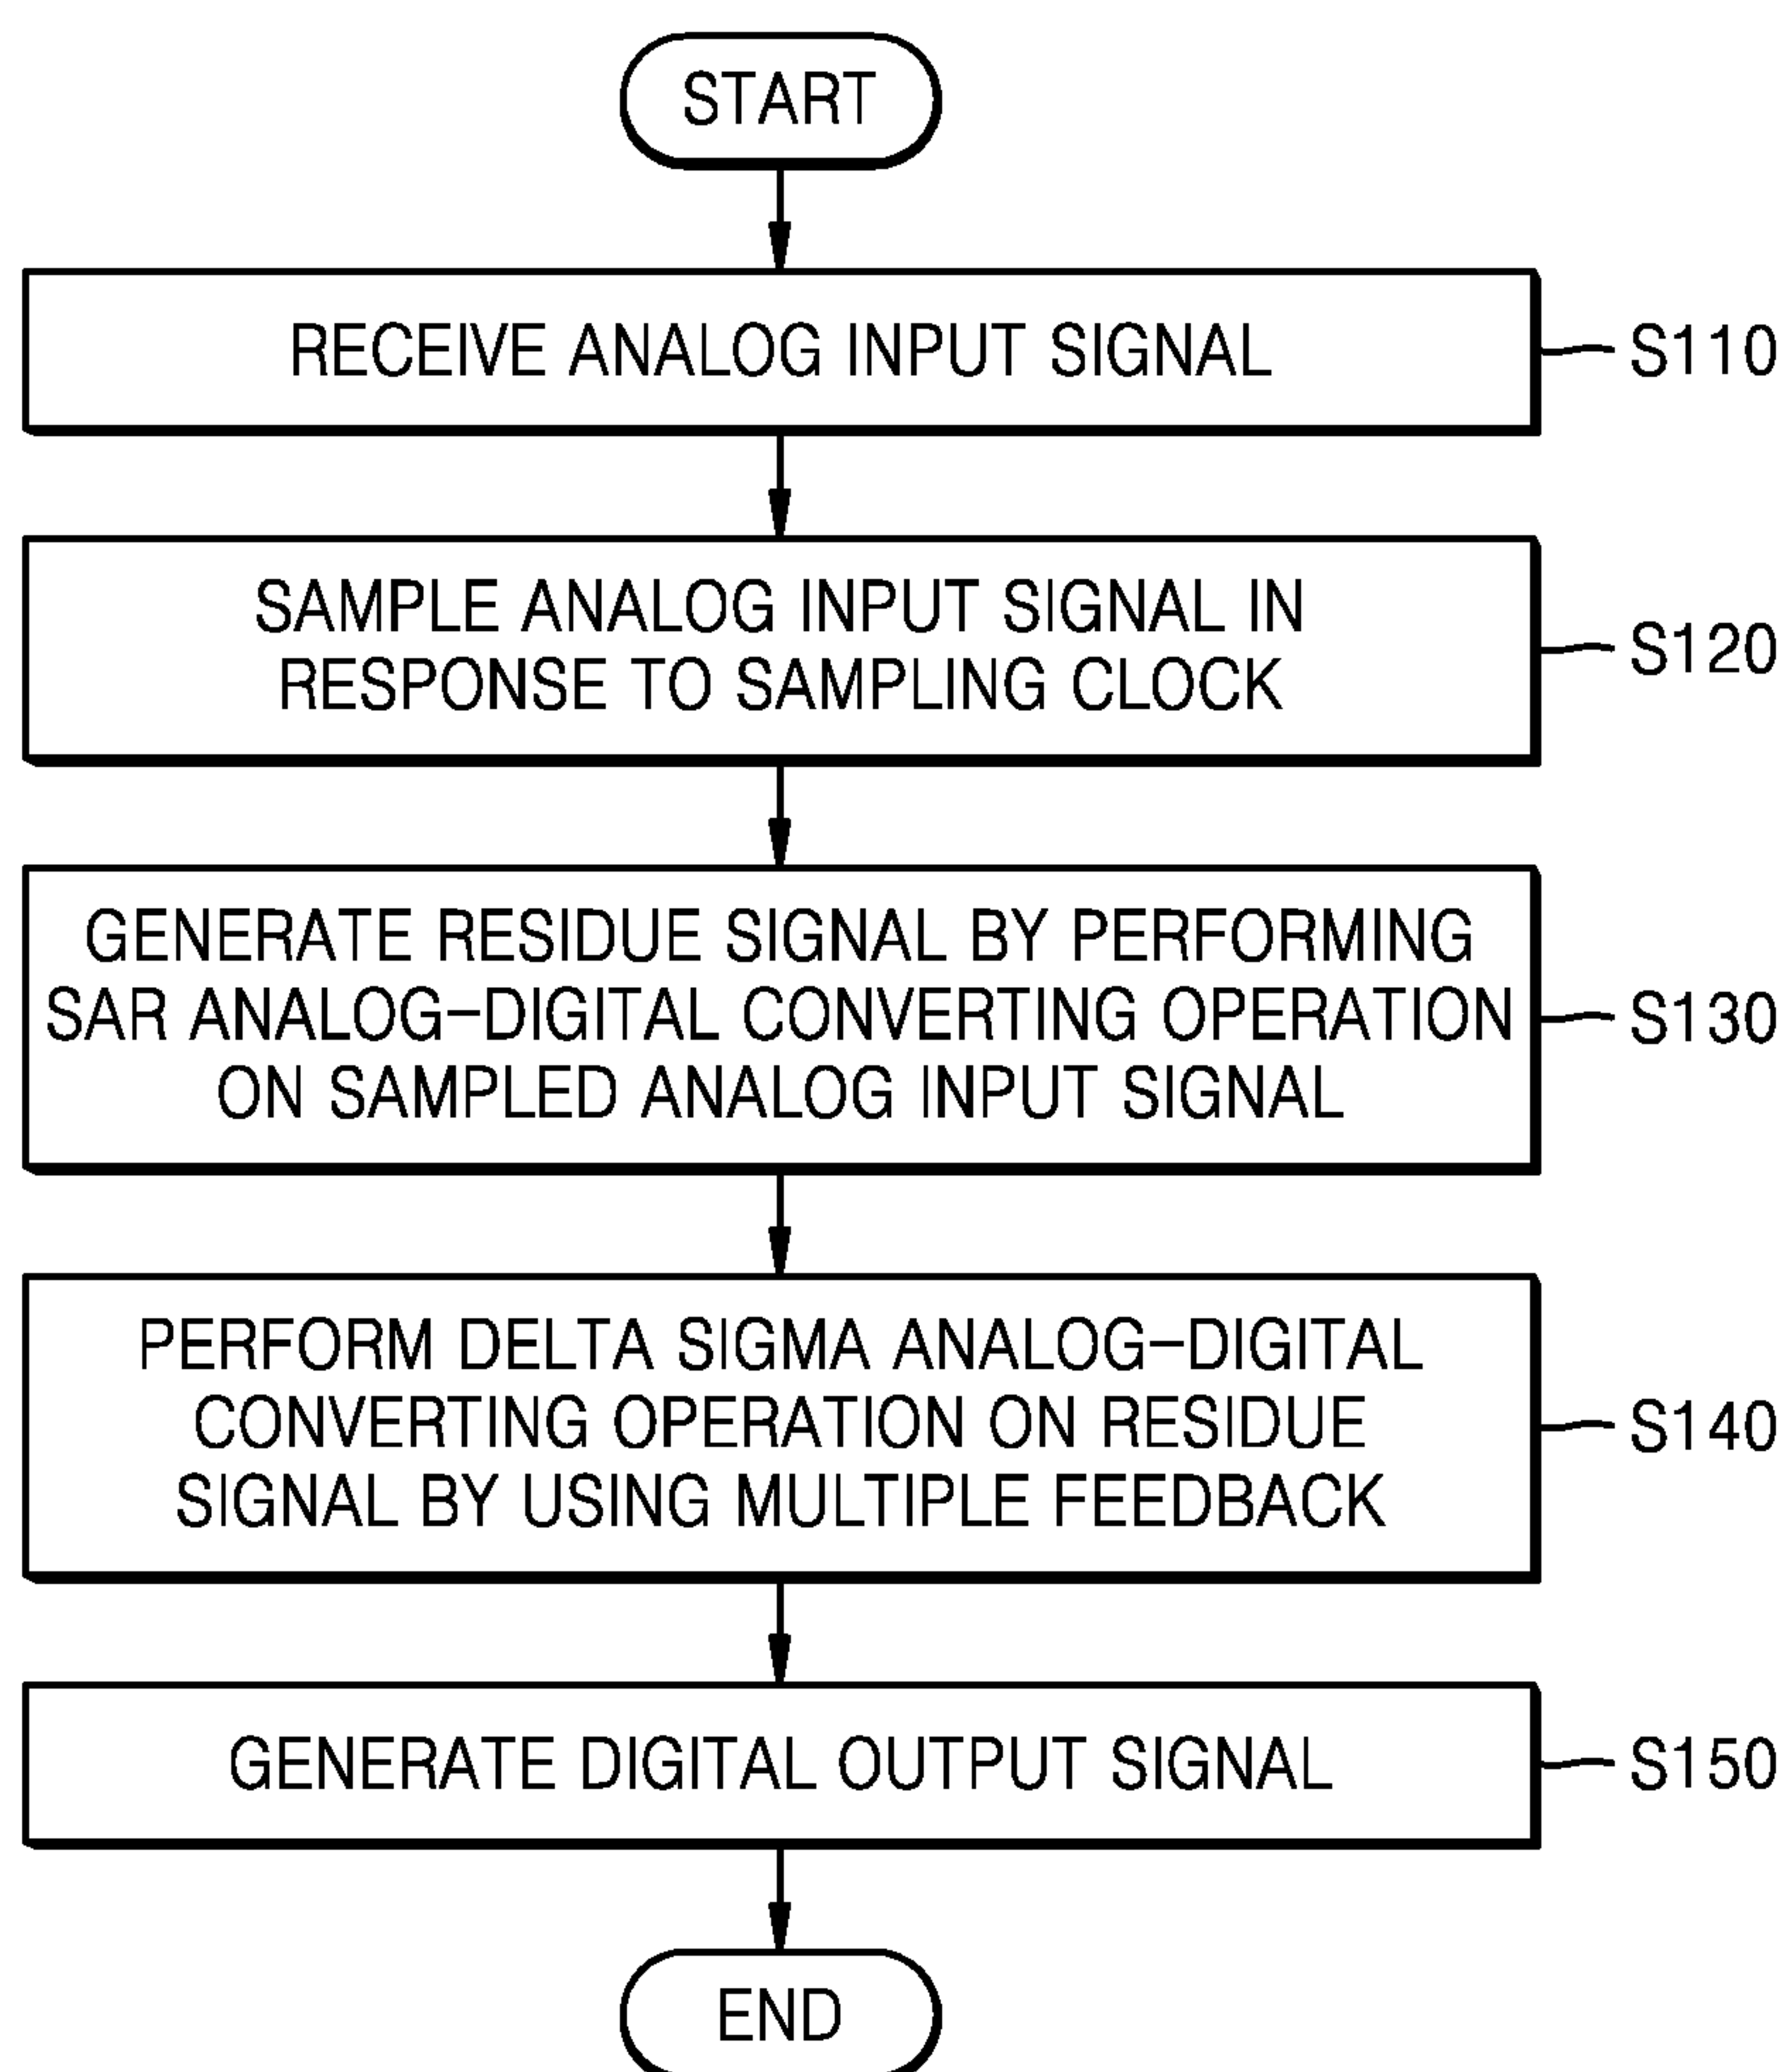 START
RECEIVE ANALOG INPUT SIGNAL
S110
SAMPLE ANALOG INPUT SIGNAL IN
RESPONSE TO SAMPLING CLOCK
S120
GENERATE RESIDUE SIGNAL BY PERFORMING
SAR ANALOG-DIGITAL CONVERTING OPERATION
ON SAMPLED ANALOG INPUT SIGNAL
S130
PERFORM DELTA SIGMA ANALOG-DIGITAL
CONVERTING OPERATION ON RESIDUE
SIGNAL BY USING MULTIPLE FEEDBACK
S140
GENERATE DIGITAL OUTPUT SIGNAL
S150
END